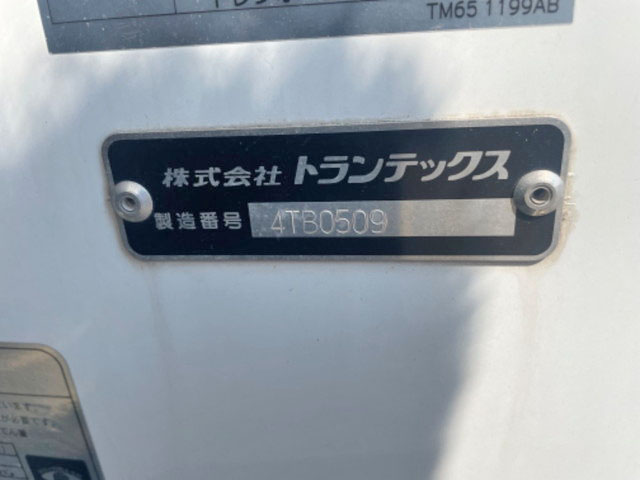 TM65 1199AB
株式会社 トランテックス
製造番号 4TB0509